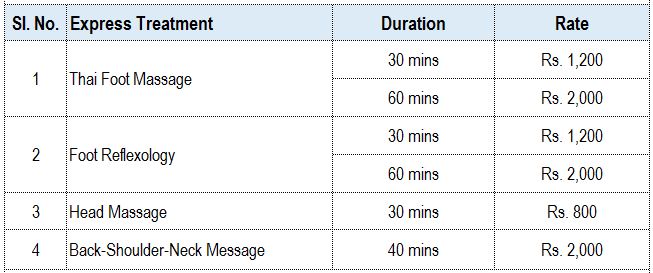 Sl. No. Express Treatment Duration Rate
1 Thai Foot Massage 30 mins Rs. 1,200
60 mins Rs. 2,000
2 Foot Reflexology 30 mins Rs. 1,200
60 mins Rs. 2,000
3 Head Massage 30 mins Rs. 800
4 Back-Shoulder-Neck Message 40 mins Rs. 2,000